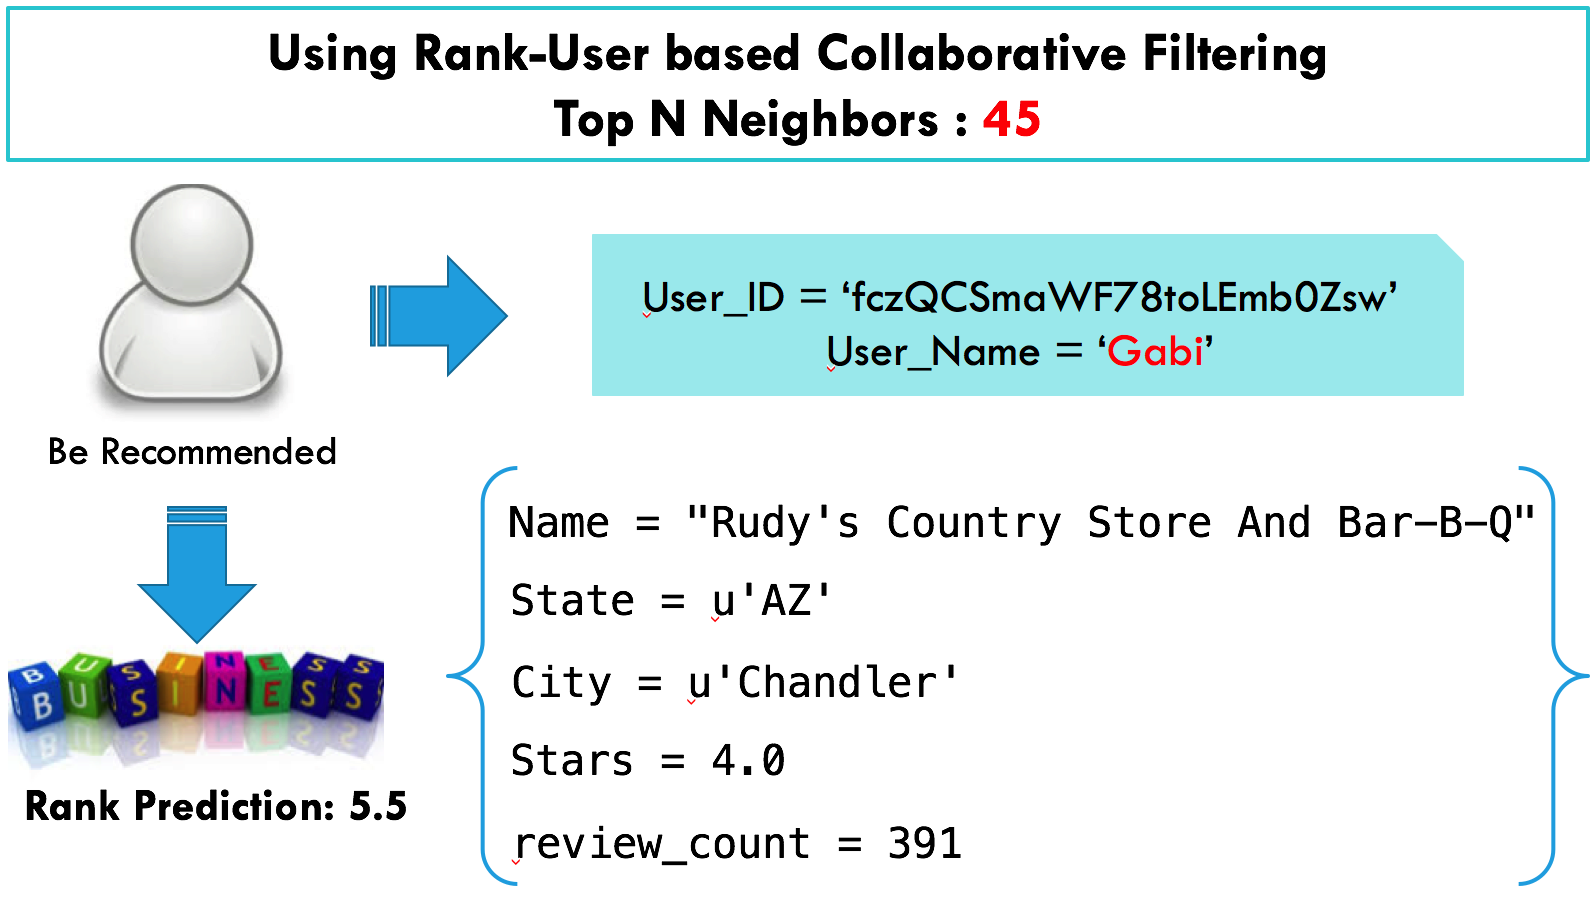 Using Rank-User based Collaborative Filtering
Top N Neighbors : 45
User_ID = ‘fczQCSmaWF78toLEmb0Zsw’
User_Name = ‘Gabi’
Be Recommended
Name = "Rudy's Country Store And Bar-B-Q"
State = u'AZ'
City = u'Chandler'
Stars = 4.0
review_count = 391
BUSINESS
Rank Prediction: 5.5